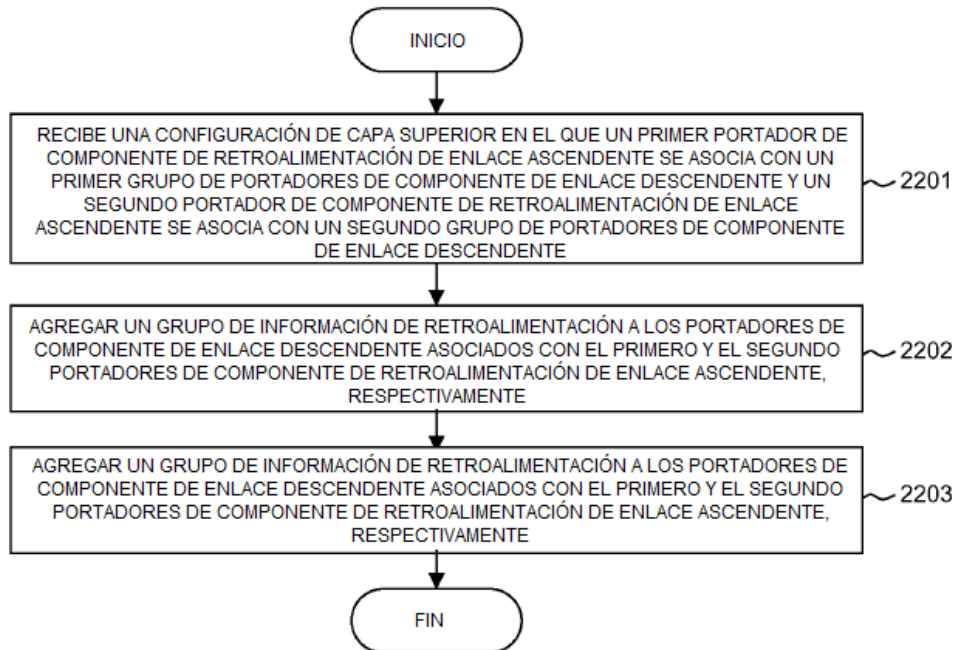 INICIO
RECIBE UNA CONFIGURACIÓN DE CAPA SUPERIOR EN EL QUE UN PRIMER PORTADOR DE
COMPONENTE DE RETROALIMENTACIÓN DE ENLACE ASCENDENTE SE ASOCIA CON UN
PRIMER GRUPO DE PORTADORES DE COMPONENTE DE ENLACE DESCENDENTE Y UN
SEGUNDO PORTADOR DE COMPONENTE DE RETROALIMENTACIÓN DE ENLACE
ASCENDENTE SE ASOCIA CON UN SEGUNDO GRUPO DE PORTADORES DE COMPONENTE
DE ENLACE DESCENDENTE
2201
AGREGAR UN GRUPO DE INFORMACIÓN DE RETROALIMENTACIÓN A LOS PORTADORES DE
COMPONENTE DE ENLACE DESCENDENTE ASOCIADOS CON EL PRIMERO Y EL SEGUNDO
PORTADORES DE COMPONENTE DE RETROALIMENTACIÓN DE ENLACE ASCENDENTE,
RESPECTIVAMENTE
2202
AGREGAR UN GRUPO DE INFORMACIÓN DE RETROALIMENTACIÓN A LOS PORTADORES DE
COMPONENTE DE ENLACE DESCENDENTE ASOCIADOS CON EL PRIMERO Y EL SEGUNDO
PORTADORES DE COMPONENTE DE RETROALIMENTACIÓN DE ENLACE ASCENDENTE,
RESPECTIVAMENTE
2203
FIN